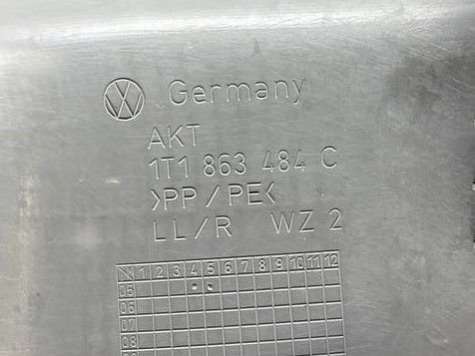 Germany
AKT
1T1 863 484 C
>PP/PE<
LL/R WZ 2
1 2 3 4 5 6 7 8 9 10 11 12
05
06
07
08